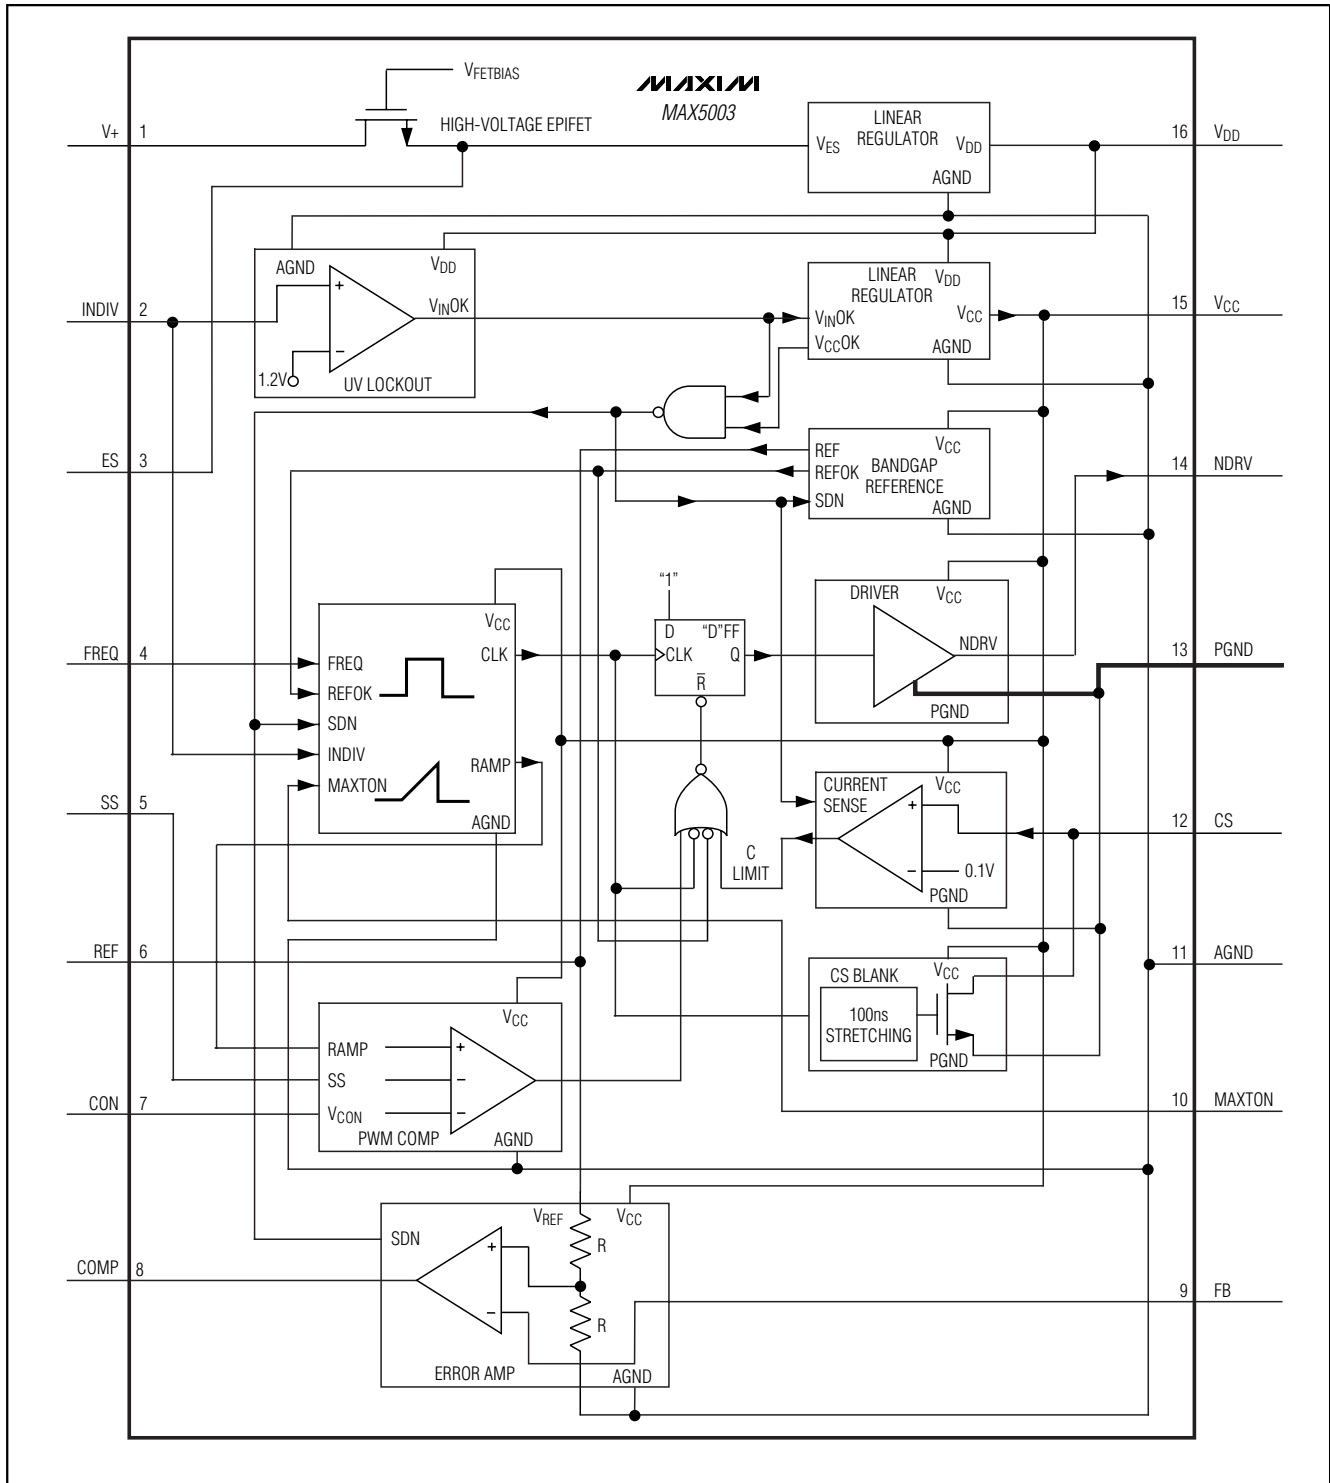 VFETBIAS
MAXIM
MAX5003
V+ 1
HIGH-VOLTAGE EPIFET
LINEAR
REGULATOR
VES
VDD
AGND
16 VDD
AGND
VDD
INDIV 2
+
VINOK
−
1.2V
UV LOCKOUT
LINEAR
REGULATOR
VDD
VINOK
VCC
VCCOK
AGND
15 VCC
ES 3
REF
VCC
REFOK
BANDGAP
REFERENCE
SDN
AGND
14 NDRV
"1"
D "D"FF
CLK Q
R̅
DRIVER
VCC
NDRV
PGND
13 PGND
FREQ 4
VCC
CLK
FREQ
REFOK
SDN
INDIV
RAMP
MAXTON
AGND
SS 5
CURRENT
SENSE
VCC
+
−
0.1V
PGND
C
LIMIT
12 CS
REF 6
11 AGND
CS BLANK
VCC
100ns
STRETCHING
PGND
VCC
RAMP
+
SS
−
VCON
−
PWM COMP
AGND
CON 7
10 MAXTON
VREF
VCC
SDN
+
R
−
R
ERROR AMP
AGND
COMP 8
9 FB